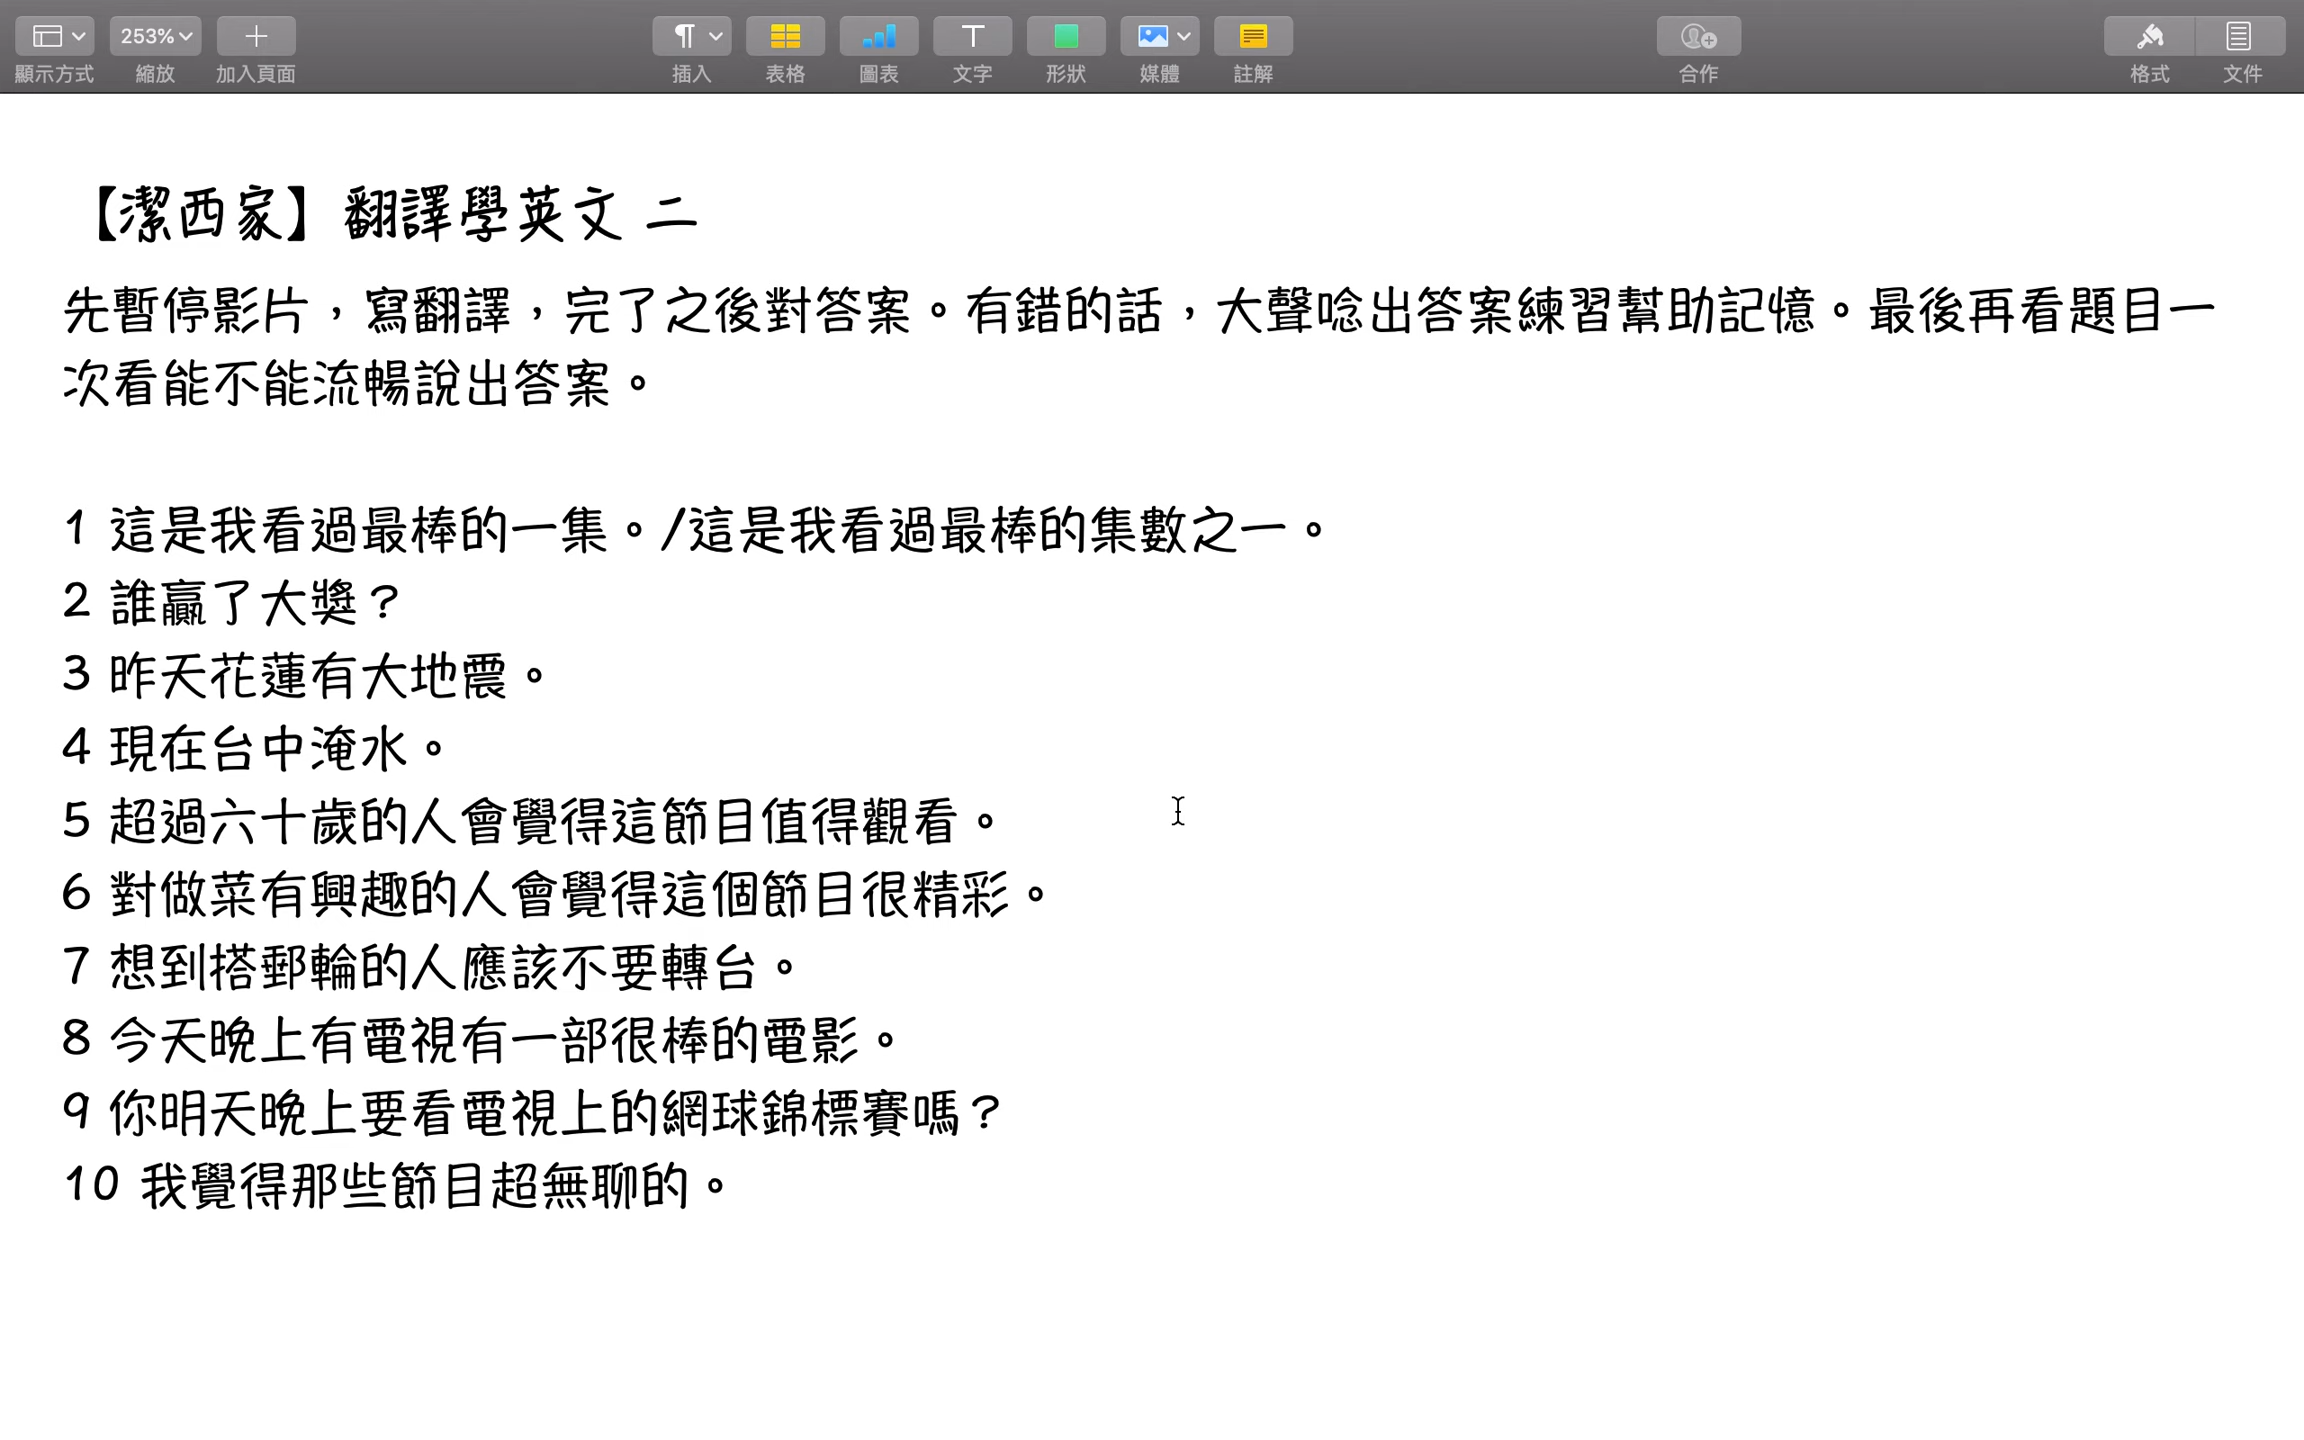 253%
顯示方式 縮放 加入頁面 插入 表格 圖表 文字 形狀 媒體 註解 合作 格式 文件
【潔西家】翻譯學英文 二
先暫停影片，寫翻譯，完了之後對答案。有錯的話，大聲唸出答案練習幫助記憶。最後再看題目一
次看能不能流暢說出答案。
1 這是我看過最棒的一集。/這是我看過最棒的集數之一。
2 誰贏了大獎？
3 昨天花蓮有大地震。
4 現在台中淹水。
5 超過六十歲的人會覺得這節目值得觀看。
6 對做菜有興趣的人會覺得這個節目很精彩。
7 想到搭郵輪的人應該不要轉台。
8 今天晚上有電視有一部很棒的電影。
9 你明天晚上要看電視上的網球錦標賽嗎？
10 我覺得那些節目超無聊的。